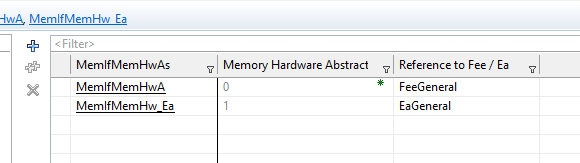 HwA, MemIfMemHw_Ea
<Filter>
MemIfMemHwAs Memory Hardware Abstract Reference to Fee / Ea
MemIfMemHwA 0 * FeeGeneral
MemIfMemHw_Ea 1 EaGeneral